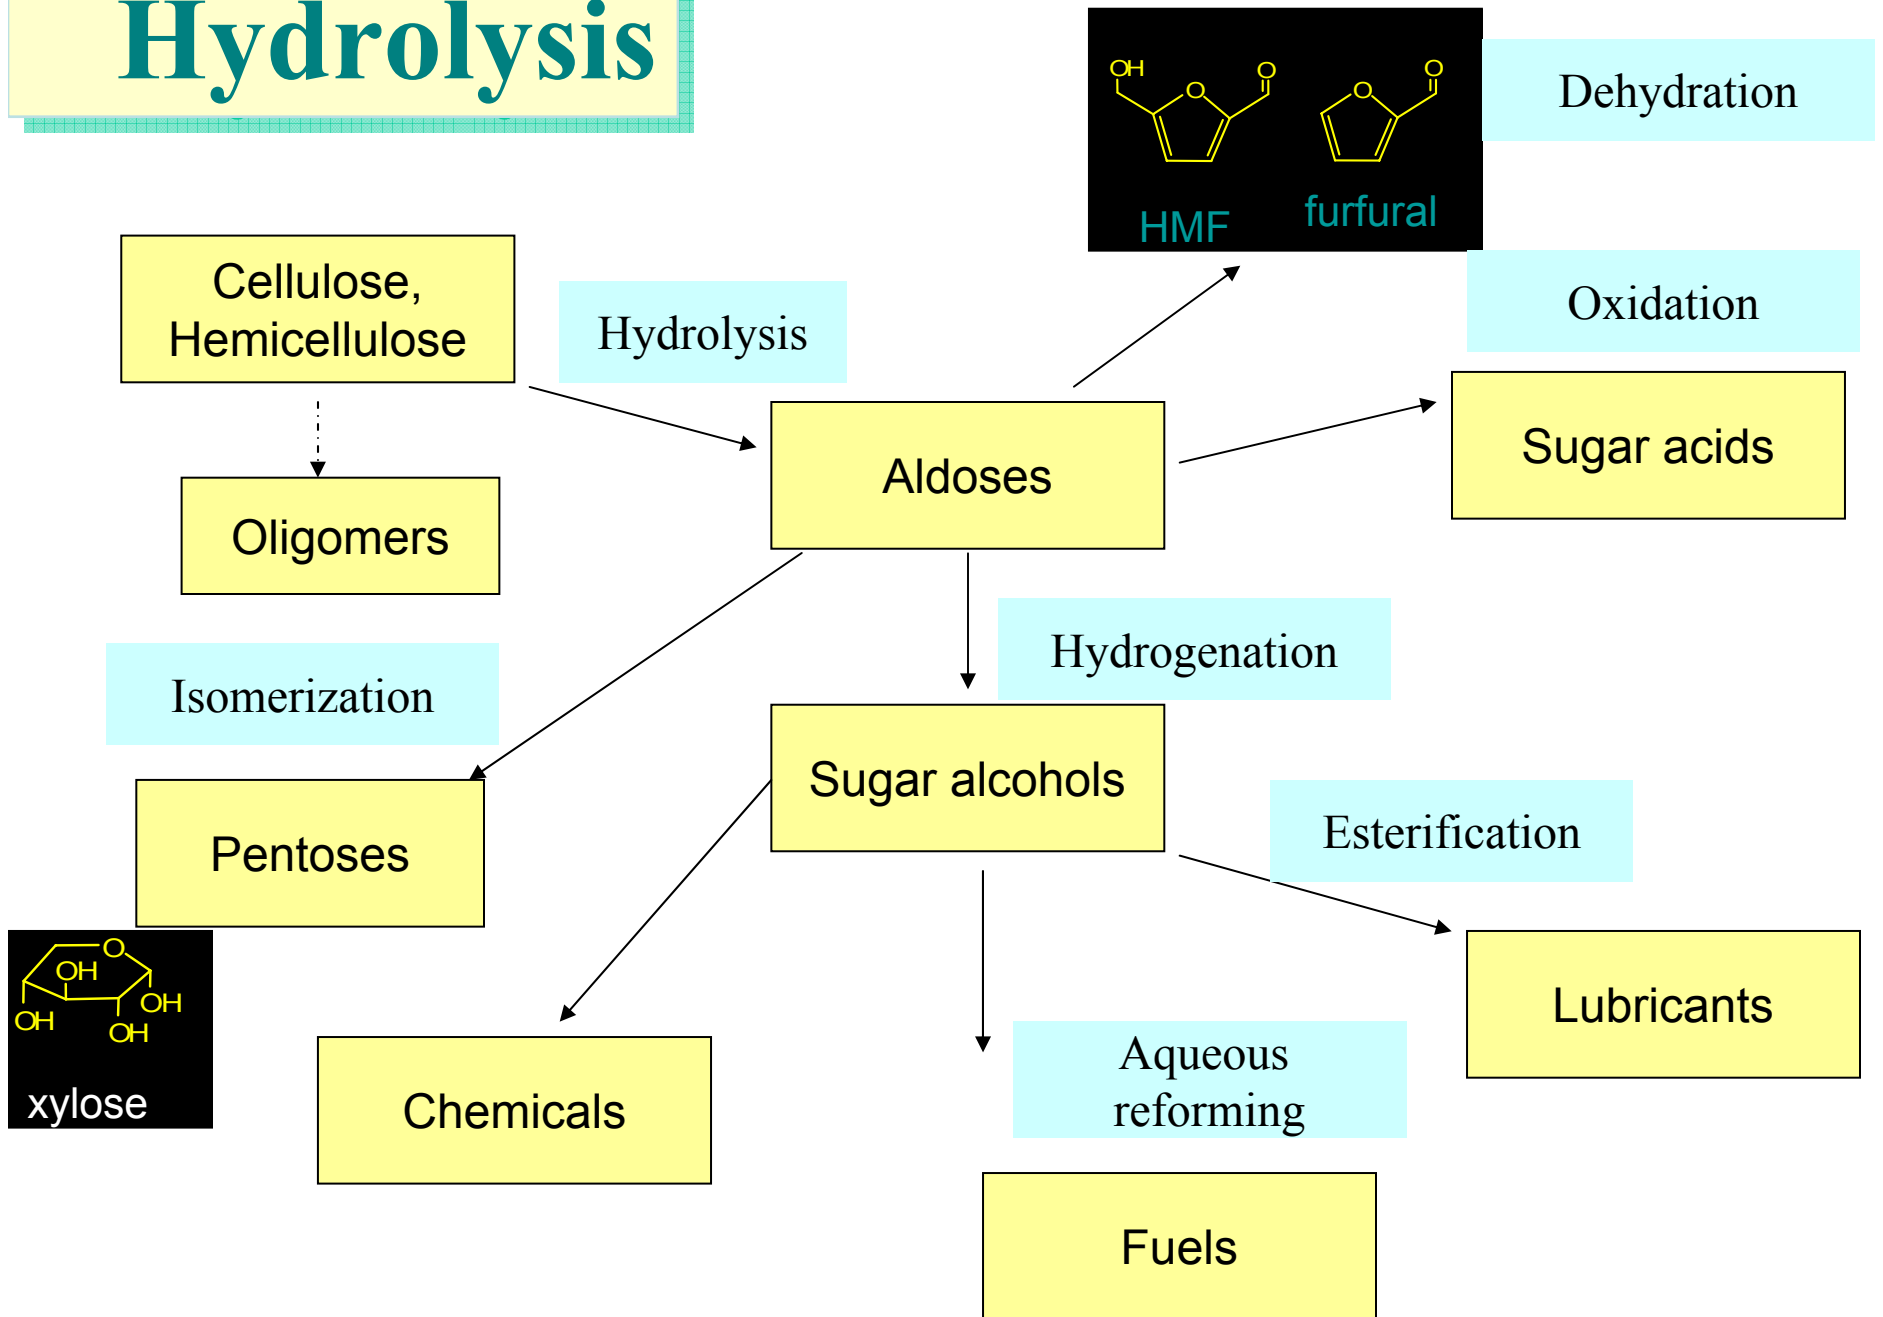 Hydrolysis
OH
O
O
O
O
HMF
furfural
Dehydration
Cellulose,
Hemicellulose
Hydrolysis
Oxidation
Aldoses
Sugar acids
Oligomers
Isomerization
Hydrogenation
Pentoses
Sugar alcohols
Esterification
O
OH
OH
OH
OH
xylose
Chemicals
Aqueous
reforming
Lubricants
Fuels